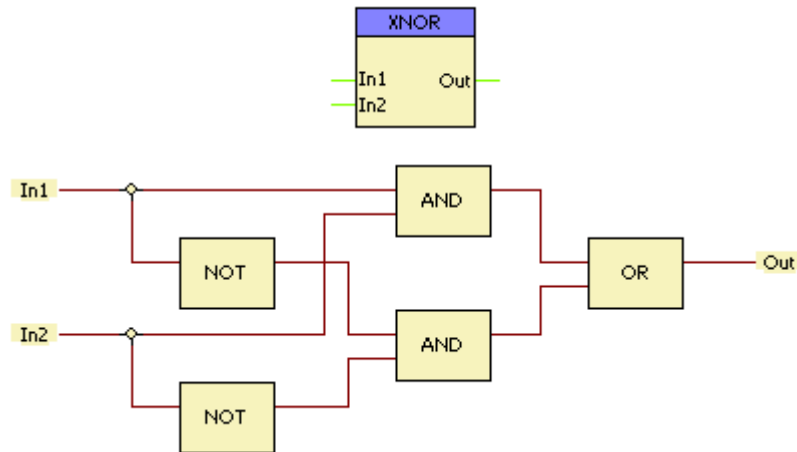 XNOR
In1 Out
In2
In1
AND
NOT
OR
Out
In2
AND
NOT